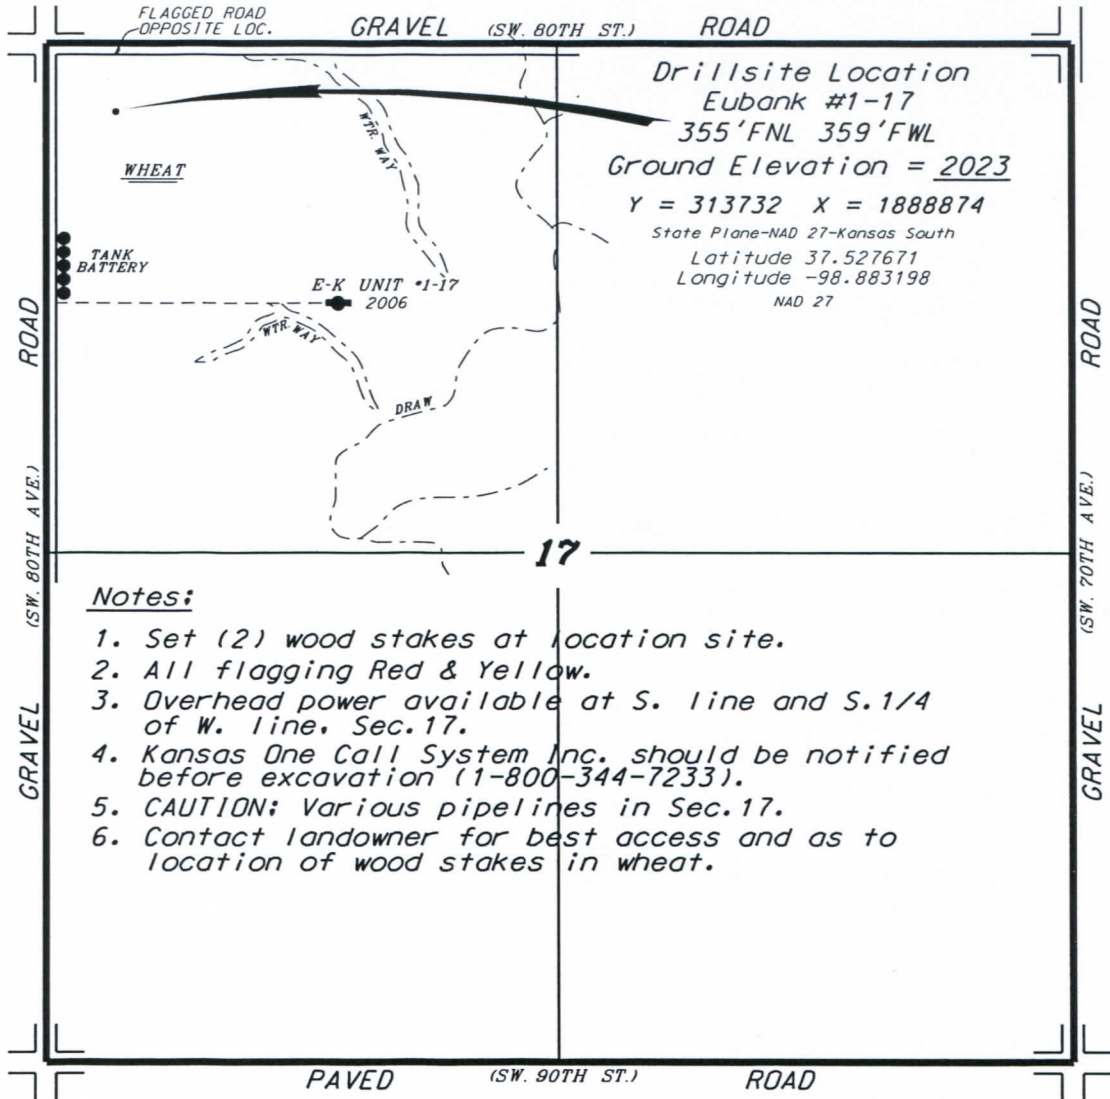 FLAGGED ROAD
OPPOSITE LOC.
GRAVEL (SW. 80TH ST.) ROAD
Drillsite Location
Eubank #1-17
355'FNL 359'FWL
Ground Elevation = 2023
Y = 313732 X = 1888874
State Plane-NAD 27-Kansas South
Latitude 37.527671
Longitude -98.883198
NAD 27
WTR. WAY
WHEAT
TANK
BATTERY
E-K UNIT #1-17
2006
WTR. WAY
DRAW
GRAVEL (SW. 80TH AVE.) ROAD
GRAVEL (SW. 70TH AVE.) ROAD
17
Notes:
1. Set (2) wood stakes at location site.
2. All flagging Red & Yellow.
3. Overhead power available at S. line and S.1/4
of W. line, Sec.17.
4. Kansas One Call System Inc. should be notified
before excavation (1-800-344-7233).
5. CAUTION: Various pipelines in Sec.17.
6. Contact landowner for best access and as to
location of wood stakes in wheat.
PAVED (SW. 90TH ST.) ROAD